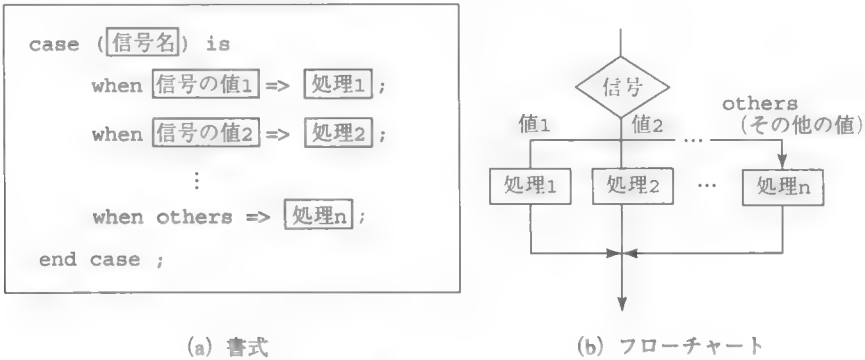 case (信号名) is
when 信号の値1 => 処理1 ;
when 信号の値2 => 処理2 ;
⋮
when others => 処理n ;
end case ;
(a) 書式
信号
others
値1 値2 … (その他の値)
処理1 処理2 … 処理n
(b) フローチャート